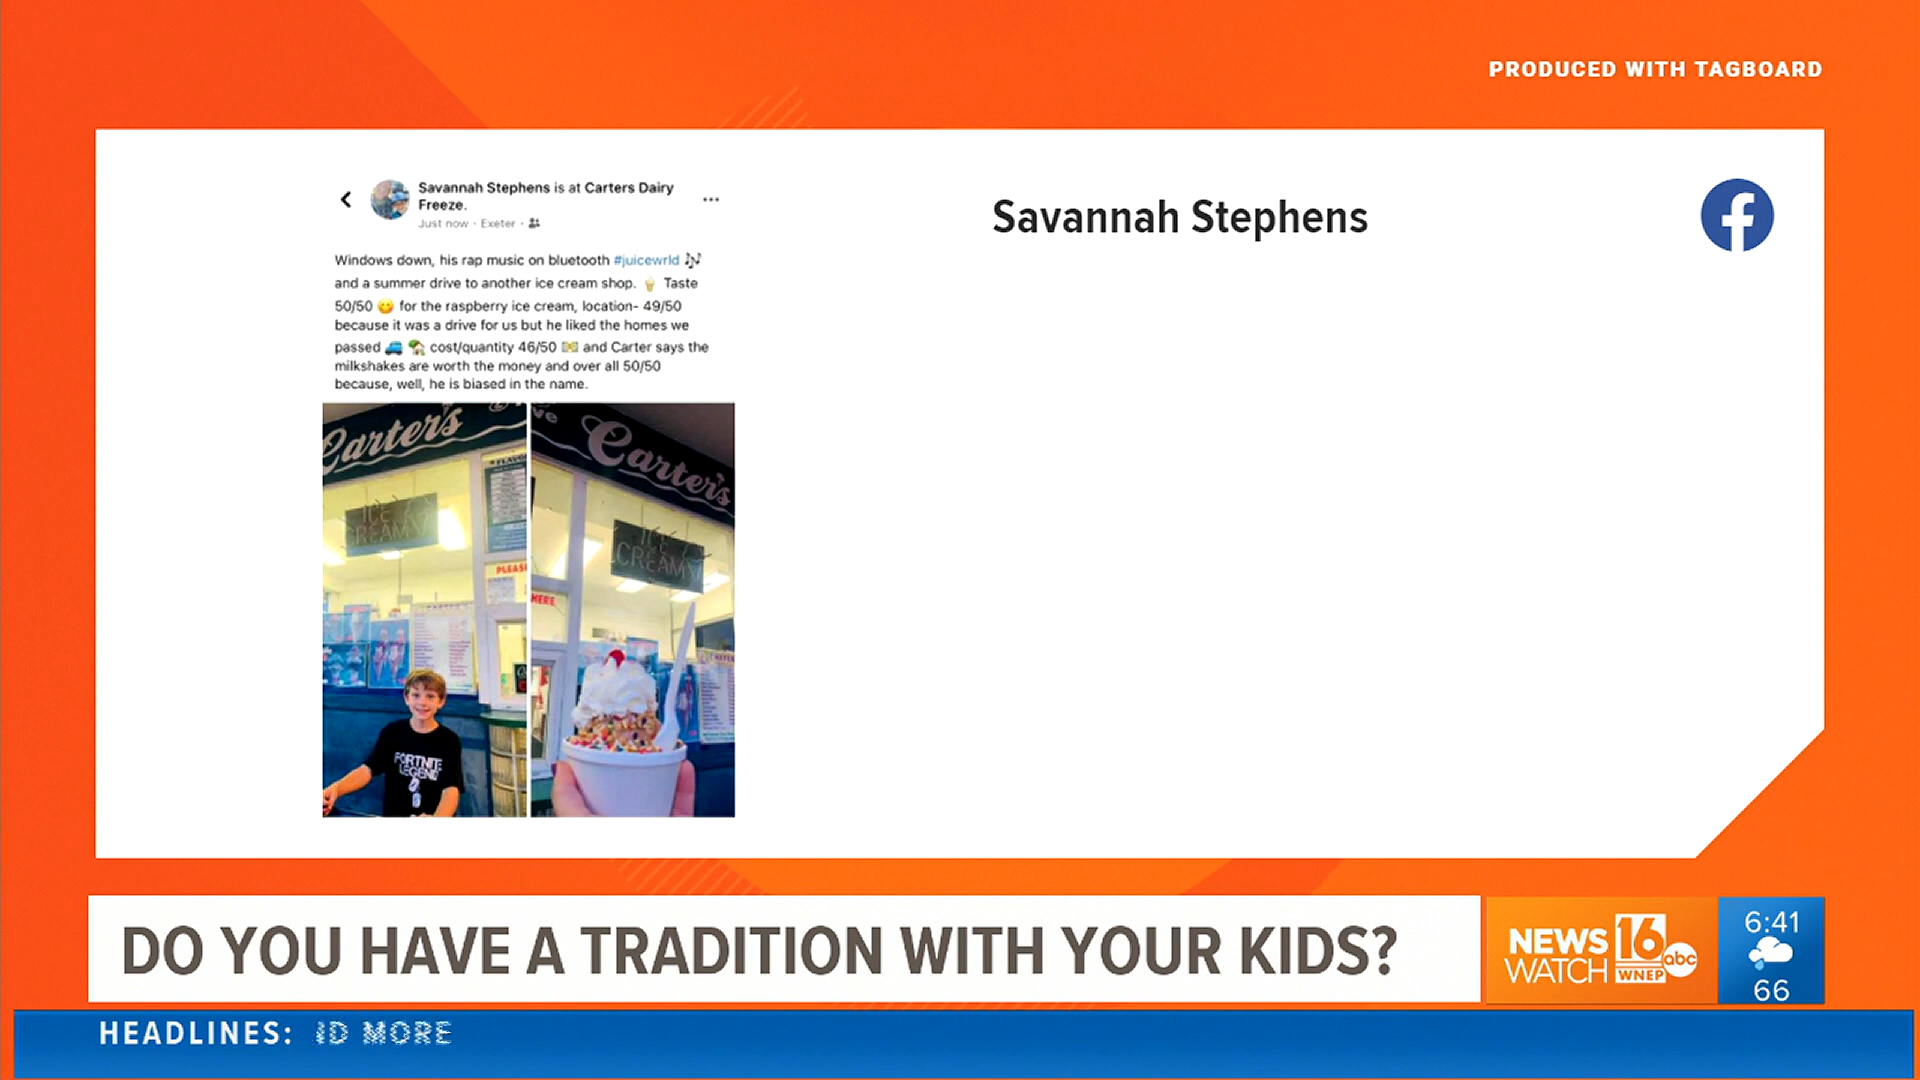 PRODUCED WITH TAGBOARD
Savannah Stephens is at Carters Dairy
Freeze.
Just now · Exeter ·
Windows down, his rap music on bluetooth #juicewrld 🎶
and a summer drive to another ice cream shop. 🍦 Taste
50/50 😋 for the raspberry ice cream, location- 49/50
because it was a drive for us but he liked the homes we
passed 🚙 🏡 cost/quantity 46/50 💵 and Carter says the
milkshakes are worth the money and over all 50/50
because, well, he is biased in the name.
Savannah Stephens
Carter's
ICE
CREAM
PLEASE
FORTNITE
LEGEND
Carter's
ICE
CREAM
HERE
DO YOU HAVE A TRADITION WITH YOUR KIDS?
NEWS
WATCH
16
WNEP
abc
6:41
66
HEADLINES: ID MORE